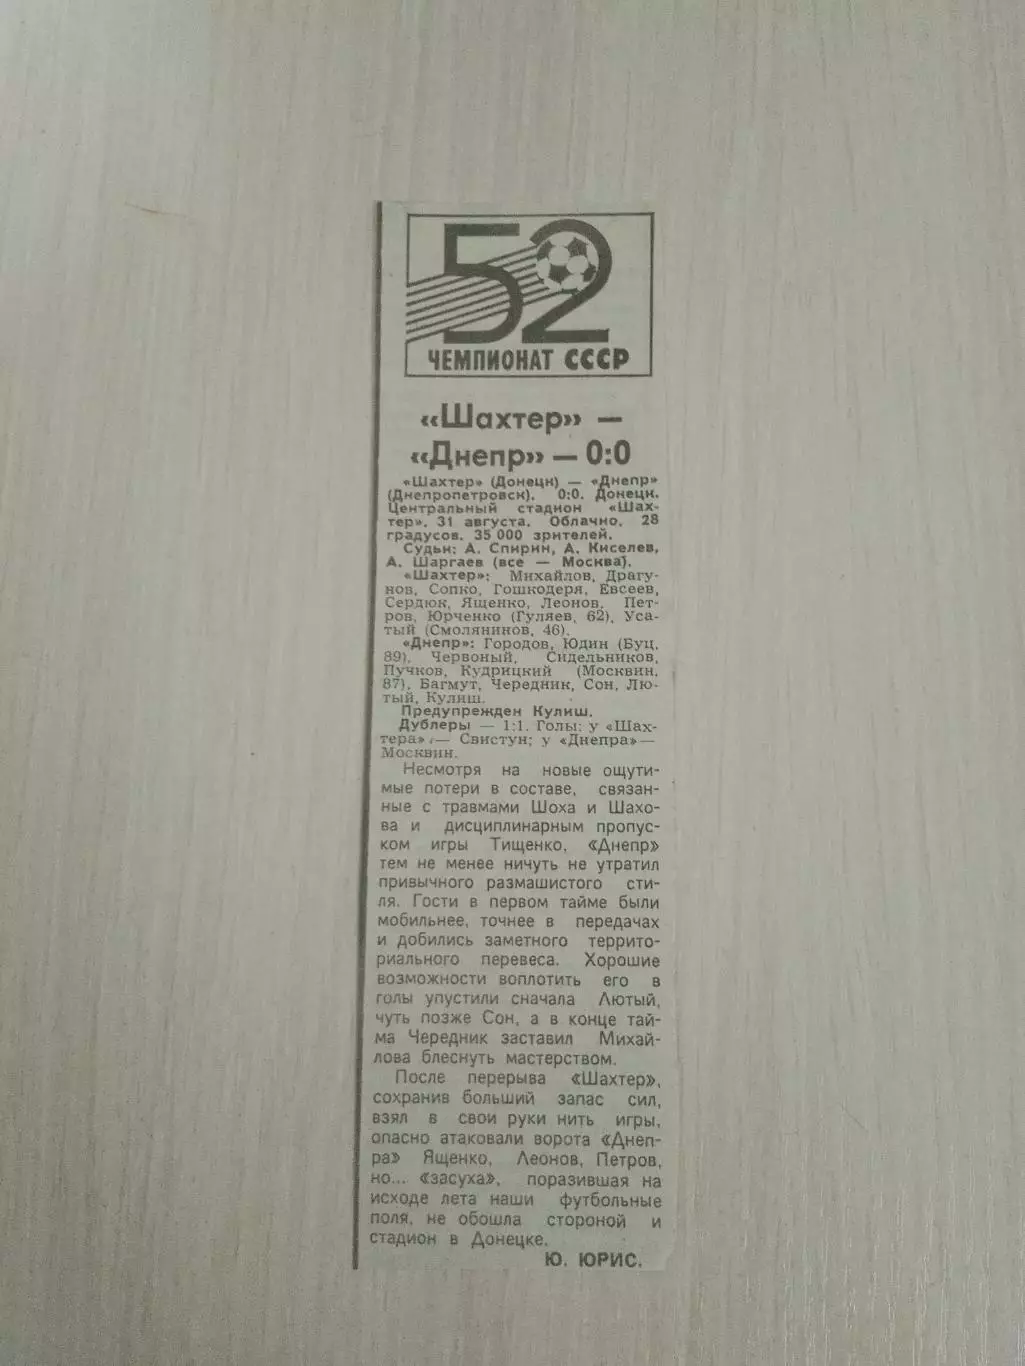 52
ЧЕМПИОНАТ СССР
«Шахтер» —
«Днепр» — 0:0
«Шахтер» (Донецк) — «Днепр»
(Днепропетровск). 0:0. Донецк.
Центральный стадион «Шах-
тер». 31 августа. Облачно. 28
градусов. 35 000 зрителей.
Судьи: А. Спирин, А. Киселев,
А. Шаргаев (все — Москва).
«Шахтер»: Михайлов, Драгу-
нов, Сопко, Гошкодеря, Евсеев,
Сердюк, Ященко, Леонов, Пет-
ров, Юрченко (Гуляев, 62), Уса-
тый (Смолянинов, 46).
«Днепр»: Городов, Юдин (Буц,
89), Червоный, Сидельников,
Пучков, Кудрицкий (Москвин,
87), Багмут, Чередник, Сон, Лю-
тый, Кулиш.
Предупрежден Кулиш.
Дублеры — 1:1. Голы: у «Шах-
тера» — Свистун; у «Днепра» —
Москвин.
Несмотря на новые ощути-
мые потери в составе, связан-
ные с травмами Шоха и Шахо-
ва и дисциплинарным пропус-
ком игры Тищенко, «Днепр»
тем не менее ничуть не утратил
привычного размашистого сти-
ля. Гости в первом тайме были
мобильнее, точнее в передачах
и добились заметного террито-
риального перевеса. Хорошие
возможности воплотить его в
голы упустили сначала Лютый,
чуть позже Сон, а в конце тай-
ма Чередник заставил Михай-
лова блеснуть мастерством.
После перерыва «Шахтер»,
сохранив больший запас сил,
взял в свои руки нить игры,
опасно атаковали ворота «Днеп-
ра» Ященко, Леонов, Петров,
но... «засуха», поразившая на
исходе лета наши футбольные
поля, не обошла стороной и
стадион в Донецке.
Ю. ЮРИС.